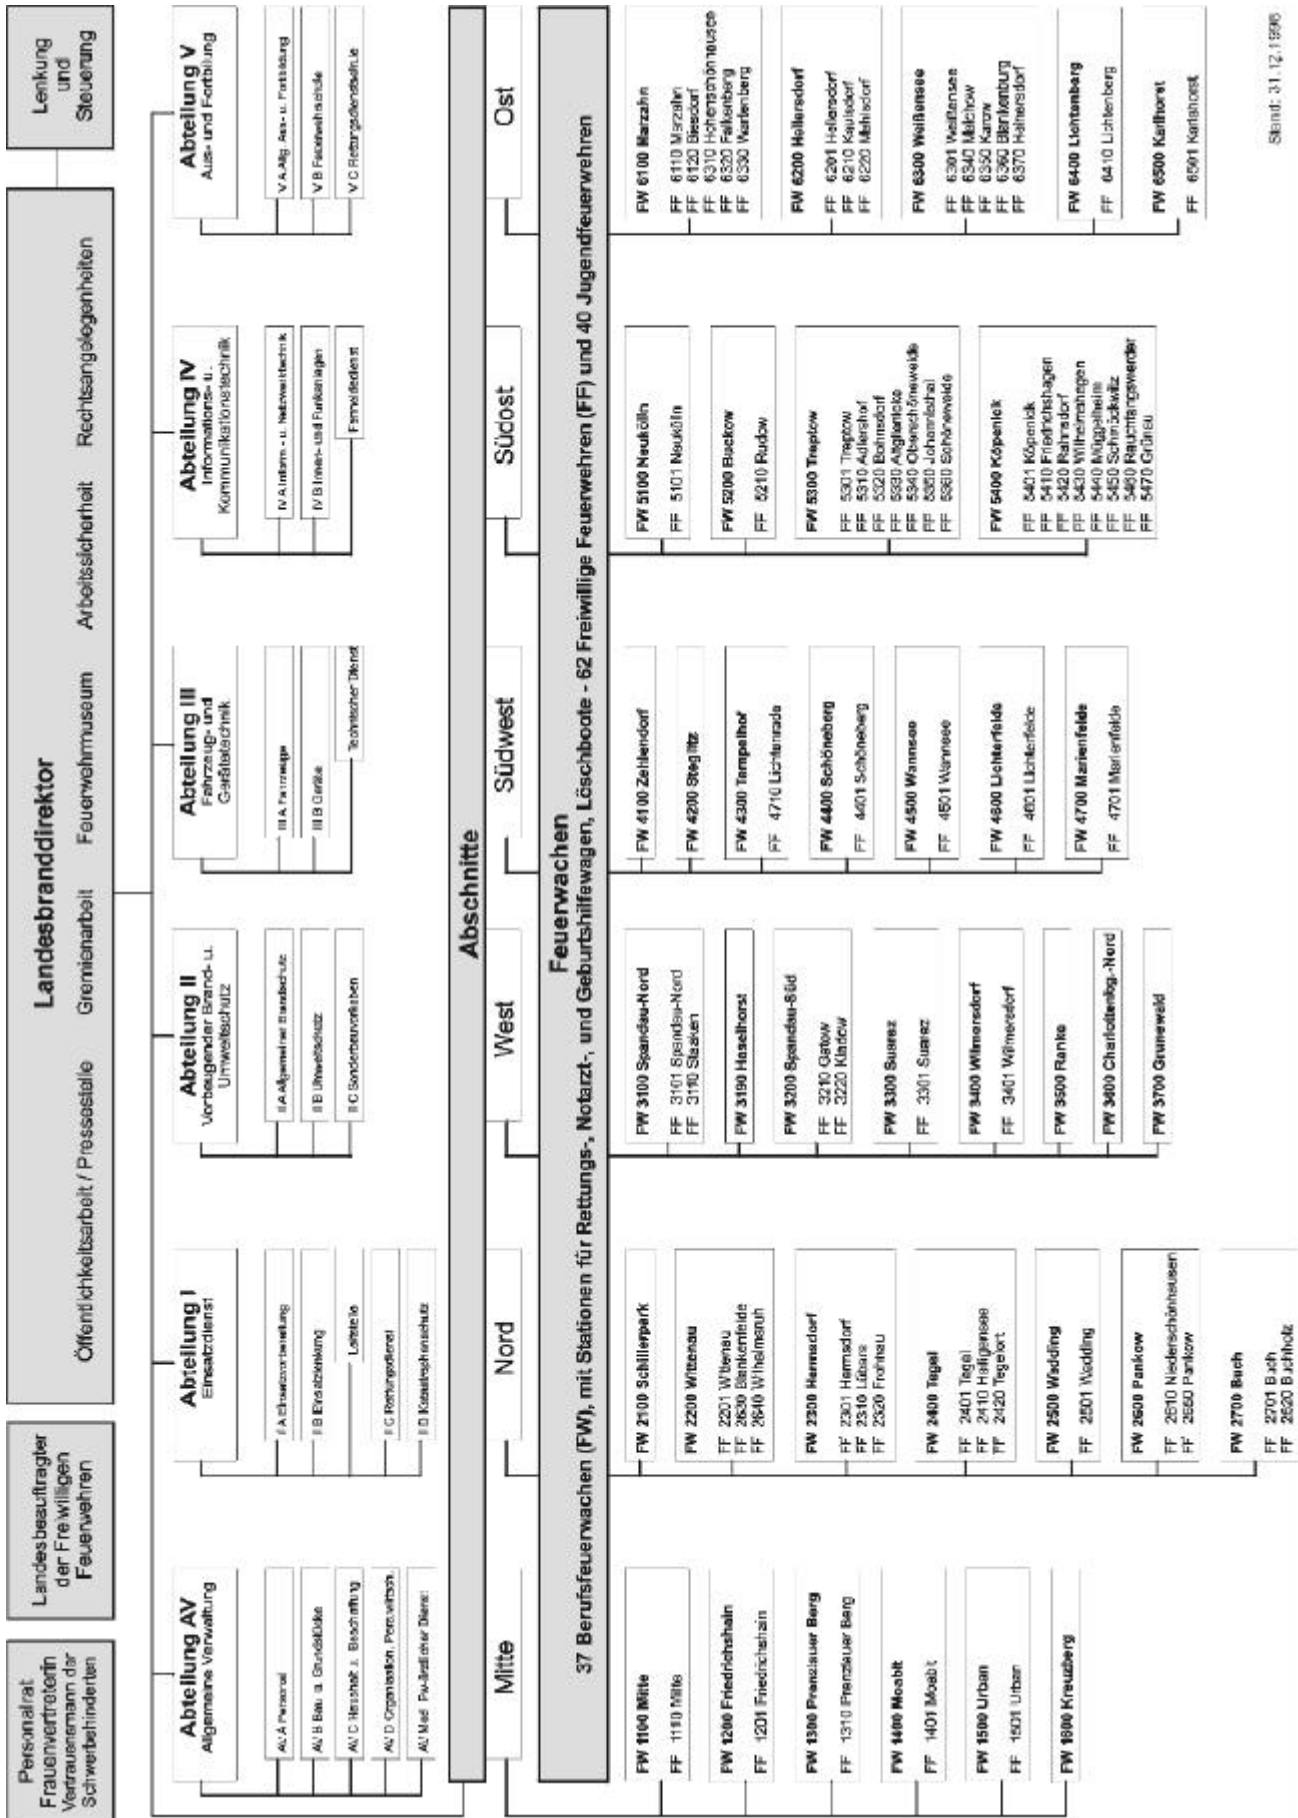 Personalrat
Frauenvertreterin
Vertrauensmann der
Schwerbehinderten
Landesbeauftragter
der Freiwilligen
Feuerwehren
Landesbranddirektor
Öffentlichkeitsarbeit / Pressestelle
Gremienarbeit
Feuerwehrmuseum
Arbeitssicherheit
Rechtsangelegenheiten
Lenkung
und
Steuerung
Abteilung AV
Allgemeine Verwaltung
AV A Personal
AV B Bau- u. Grundstücke
AV C Haushalt u. Beschaffung
AV D Organisation, Pers.wirtsch.
AV Med Pol-ärztlicher Dienst
Abteilung I
Einsatzdienst
I A Einsatzvorbereitung
I B Einsatzlenkung
Leitstelle
I C Rettungsdienst
I D Katastrophenschutz
Abteilung II
Vorbeugender Brand- u.
Umweltschutz
II A Allgemeiner Brandschutz
II B Umweltschutz
II C Sonderbauvorhaben
Abteilung III
Fahrzeug- und
Gerätetechnik
III A Fahrzeuge
III B Geräte
Technischer Dienst
Abteilung IV
Informations- u.
Kommunikationstechnik
IV A Inform.- u. Netzwerktechnik
IV B Innen- und Funkanlagen
Fernmeldedienst
Abteilung V
Aus- und Fortbildung
V A Allg. Aus- u. Fortbildung
V B Feuerwehrschule
V C Rettungsdienstschule
Abschnitte
Mitte
Nord
West
Südwest
Südost
Ost
Feuerwachen
37 Berufsfeuerwachen (FW), mit Stationen für Rettungs-, Notarzt-, und Geburtshilfewagen, Löschboote - 62 Freiwillige Feuerwehren (FF) und 40 Jugendfeuerwehren
FW 1100 Mitte
FF 1110 Mitte
FW 1200 Friedrichshain
FF 1201 Friedrichshain
FW 1300 Prenzlauer Berg
FF 1310 Prenzlauer Berg
FW 1400 Moabit
FF 1401 Moabit
FW 1500 Urban
FF 1501 Urban
FW 1600 Kreuzberg
FW 2100 Schillerpark
FW 2200 Wittenau
FF 2201 Wittenau
FF 2630 Blankenfelde
FF 2640 Wilhelmsruh
FW 2300 Hermsdorf
FF 2301 Hermsdorf
FF 2310 Lübars
FF 2320 Frohnau
FW 2400 Tegel
FF 2401 Tegel
FF 2410 Heiligensee
FF 2420 Tegelort
FW 2500 Wedding
FF 2501 Wedding
FW 2600 Pankow
FF 2610 Niederschönhausen
FF 2650 Pankow
FW 2700 Buch
FF 2701 Buch
FF 2620 Buchholz
FW 3100 Spandau-Nord
FF 3101 Spandau-Nord
FF 3110 Staaken
FW 3190 Haselhorst
FW 3200 Spandau-Süd
FF 3210 Gatow
FF 3220 Kladow
FW 3300 Suarez
FF 3301 Suarez
FW 3400 Wilmersdorf
FF 3401 Wilmersdorf
FW 3500 Ranke
FW 3600 Charlottenbg.-Nord
FW 3700 Grunewald
FW 4100 Zehlendorf
FW 4200 Steglitz
FW 4300 Tempelhof
FF 4710 Lichtenrade
FW 4400 Schöneberg
FF 4401 Schöneberg
FW 4500 Wannsee
FF 4501 Wannsee
FW 4600 Lichterfelde
FF 4601 Lichterfelde
FW 4700 Marienfelde
FF 4701 Marienfelde
FW 5100 Neukölln
FF 5101 Neukölln
FW 5200 Buckow
FF 5210 Rudow
FW 5300 Treptow
FF 5301 Treptow
FF 5310 Adlershof
FF 5320 Bohnsdorf
FF 5330 Altglienicke
FF 5340 Oberschöneweide
FF 5350 Johannisthal
FF 5360 Schöneweide
FW 5400 Köpenick
FF 5401 Köpenick
FF 5410 Friedrichshagen
FF 5420 Rahnsdorf
FF 5430 Wilhelmshagen
FF 5440 Müggelheim
FF 5450 Schmöckwitz
FF 5460 Rauchfangswerder
FF 5470 Grünau
FW 6100 Marzahn
FF 6110 Marzahn
FF 6120 Biesdorf
FF 6310 Hohenschönhausen
FF 6320 Falkenberg
FF 6330 Wartenberg
FW 6200 Hellersdorf
FF 6201 Hellersdorf
FF 6210 Kaulsdorf
FF 6220 Mahlsdorf
FW 6300 Weißensee
FF 6301 Weißensee
FF 6340 Malchow
FF 6350 Karow
FF 6360 Blankenburg
FF 6370 Heinersdorf
FW 6400 Lichtenberg
FF 6410 Lichtenberg
FW 6500 Karlhorst
FF 6501 Karlshorst
Stand: 31.12.1996